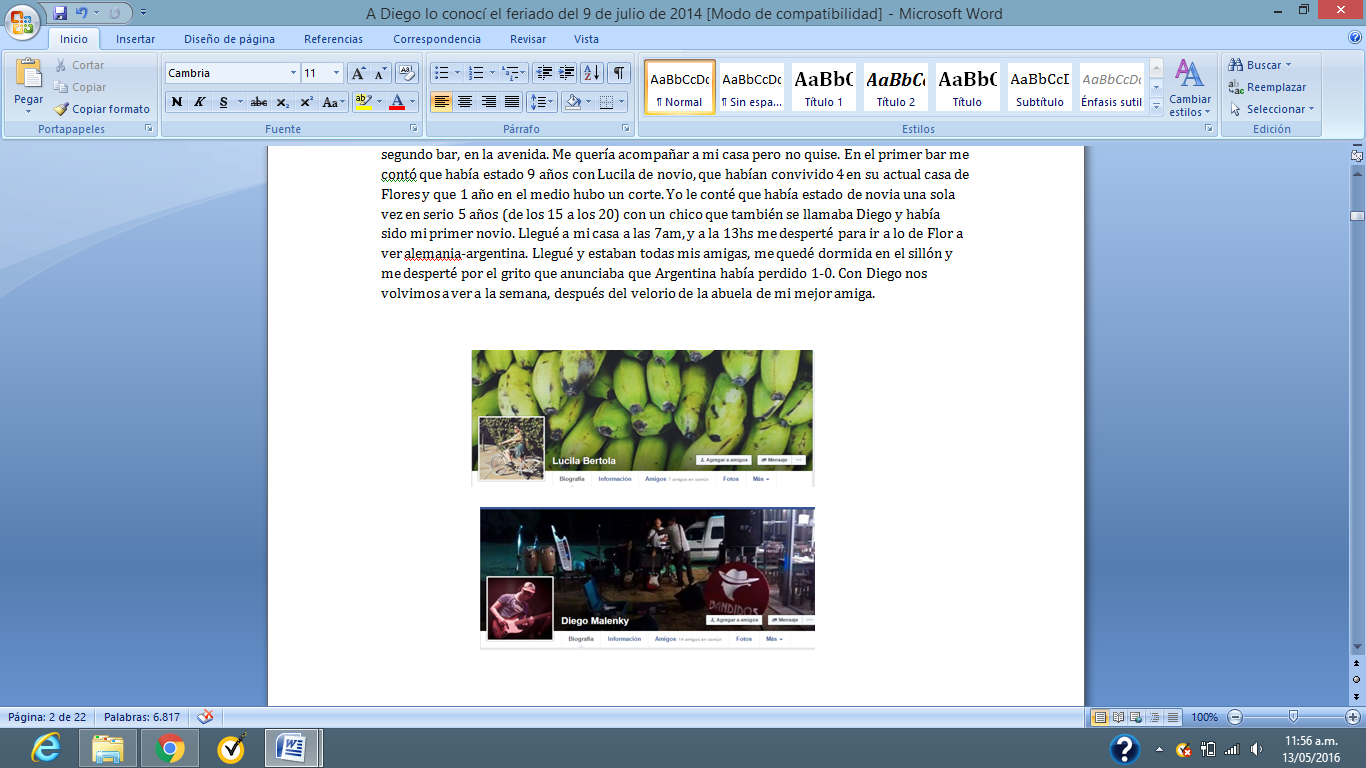 A Diego lo conocí el feriado del 9 de julio de 2014 [Modo de compatibilidad] - Microsoft Word
Inicio Insertar Diseño de página Referencias Correspondencia Revisar Vista
Pegar
Cortar
Copiar
Copiar formato
Portapapeles
Cambria 11
N K S abc x₂ x² Aa
Fuente
Párrafo
AaBbCcDc AaBbCcDc AaBbC AaBbCc AaBbC AaBbCcI AaBbCcDc
¶ Normal ¶ Sin espa... Título 1 Título 2 Título Subtítulo Énfasis sutil
Cambiar estilos
Estilos
Buscar
Reemplazar
Seleccionar
Edición
segundo bar, en la avenida. Me quería acompañar a mi casa pero no quise. En el primer bar me
contó que había estado 9 años con Lucila de novio, que habían convivido 4 en su actual casa de
Flores y que 1 año en el medio hubo un corte. Yo le conté que había estado de novia una sola
vez en serio 5 años (de los 15 a los 20) con un chico que también se llamaba Diego y había
sido mi primer novio. Llegué a mi casa a las 7am, y a la 13hs me desperté para ir a lo de Flor a
ver alemania-argentina. Llegué y estaban todas mis amigas, me quedé dormida en el sillón y
me desperté por el grito que anunciaba que Argentina había perdido 1-0. Con Diego nos
volvimos a ver a la semana, después del velorio de la abuela de mi mejor amiga.
Lucila Bertola
Agregar a amigos Mensaje ...
Biografía Información Amigos 7 amigos en común Fotos Más
BANDIDOS
Diego Malenky
Agregar a amigos Mensaje ...
Biografía Información Amigos 14 amigos en común Fotos Más
Página: 2 de 22 Palabras: 6.817 100%
11:56 a.m.
13/05/2016